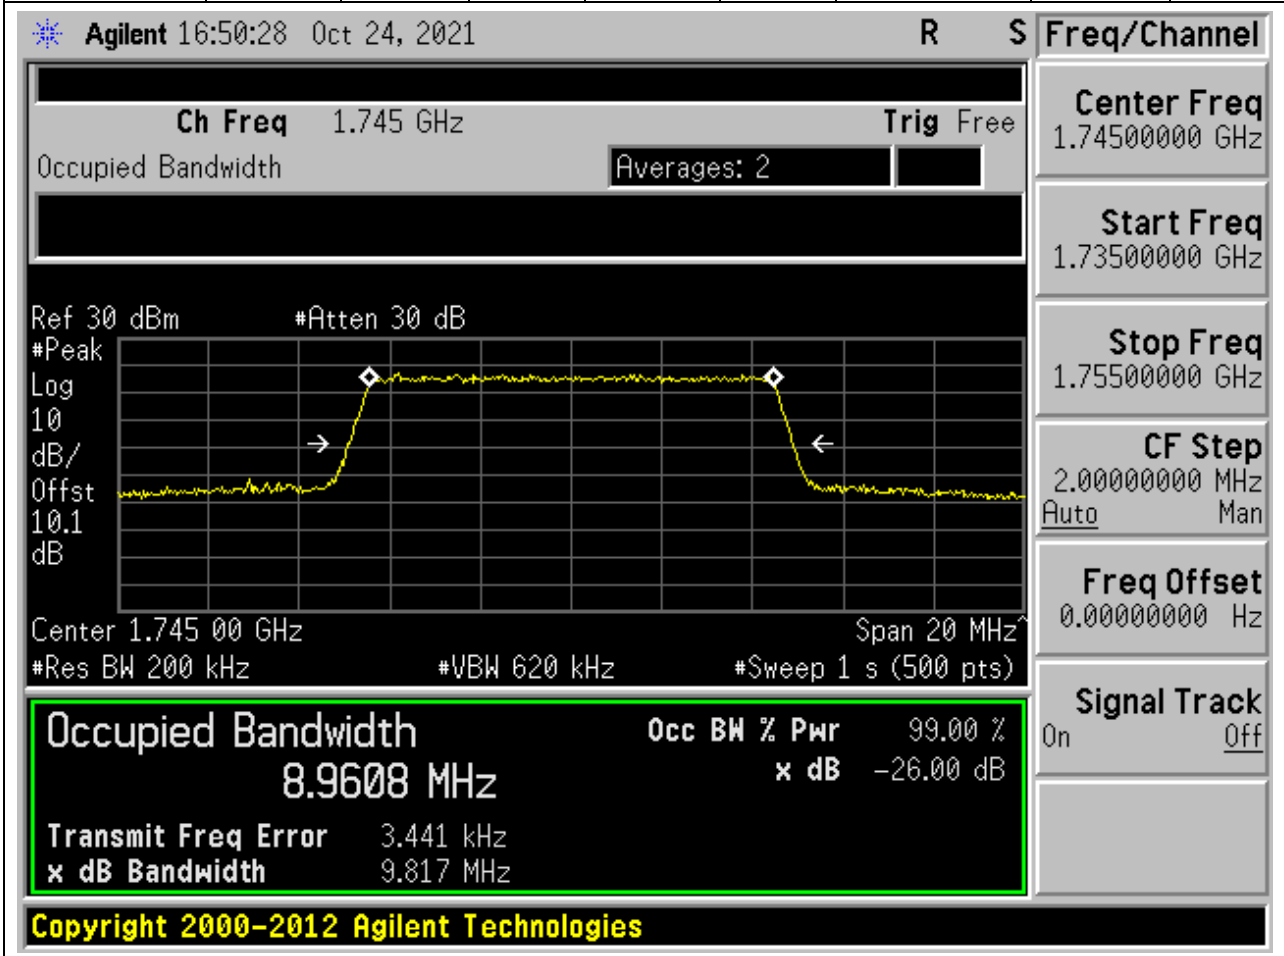 Agilent 16:50:28 Oct 24, 2021 R S
Freq/Channel
Ch Freq 1.745 GHz Trig Free
Occupied Bandwidth Averages: 2
Ref 30 dBm #Atten 30 dB
#Peak
Log
10
dB/
Offst
10.1
dB
Center 1.745 00 GHz Span 20 MHz^
#Res BW 200 kHz #VBW 620 kHz #Sweep 1 s (500 pts)
Occupied Bandwidth Occ BW % Pwr 99.00 %
8.9608 MHz x dB -26.00 dB
Transmit Freq Error 3.441 kHz
x dB Bandwidth 9.817 MHz
Center Freq
1.74500000 GHz
Start Freq
1.73500000 GHz
Stop Freq
1.75500000 GHz
CF Step
2.00000000 MHz
Auto Man
Freq Offset
0.00000000 Hz
Signal Track
On Off
Copyright 2000-2012 Agilent Technologies